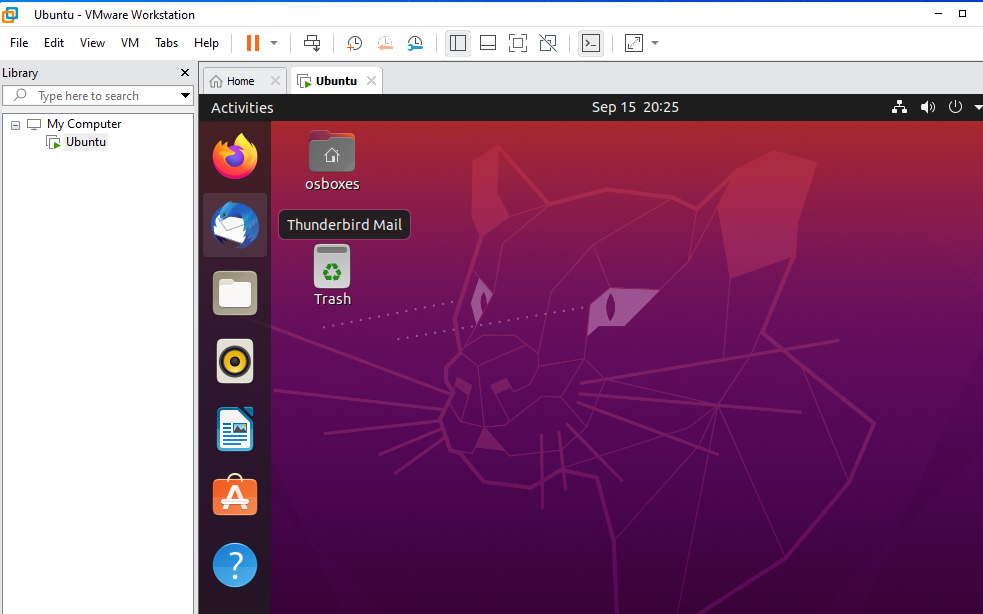 Ubuntu - VMware Workstation
File Edit View VM Tabs Help
Library
Type here to search
My Computer
Ubuntu
Home
Ubuntu
Activities
Sep 15 20:25
osboxes
Thunderbird Mail
Trash
?